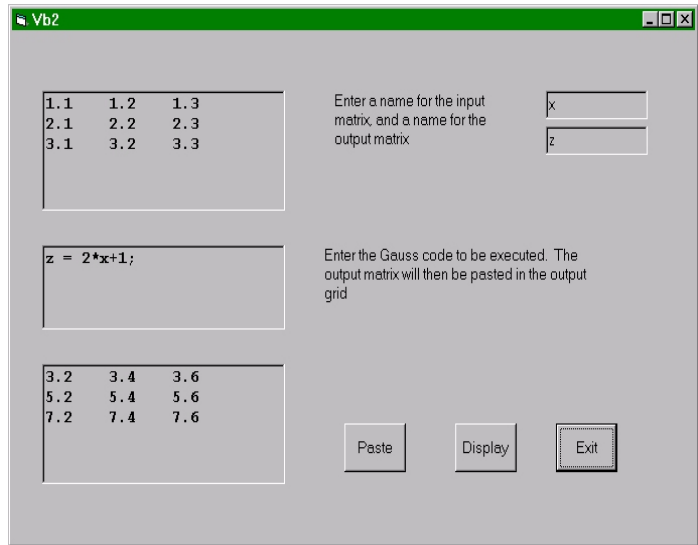 Vb2
1.1 1.2 1.3
2.1 2.2 2.3
3.1 3.2 3.3
Enter a name for the input
matrix, and a name for the
output matrix
x
z
z = 2*x+1;
Enter the Gauss code to be executed. The
output matrix will then be pasted in the output
grid
3.2 3.4 3.6
5.2 5.4 5.6
7.2 7.4 7.6
Paste Display Exit